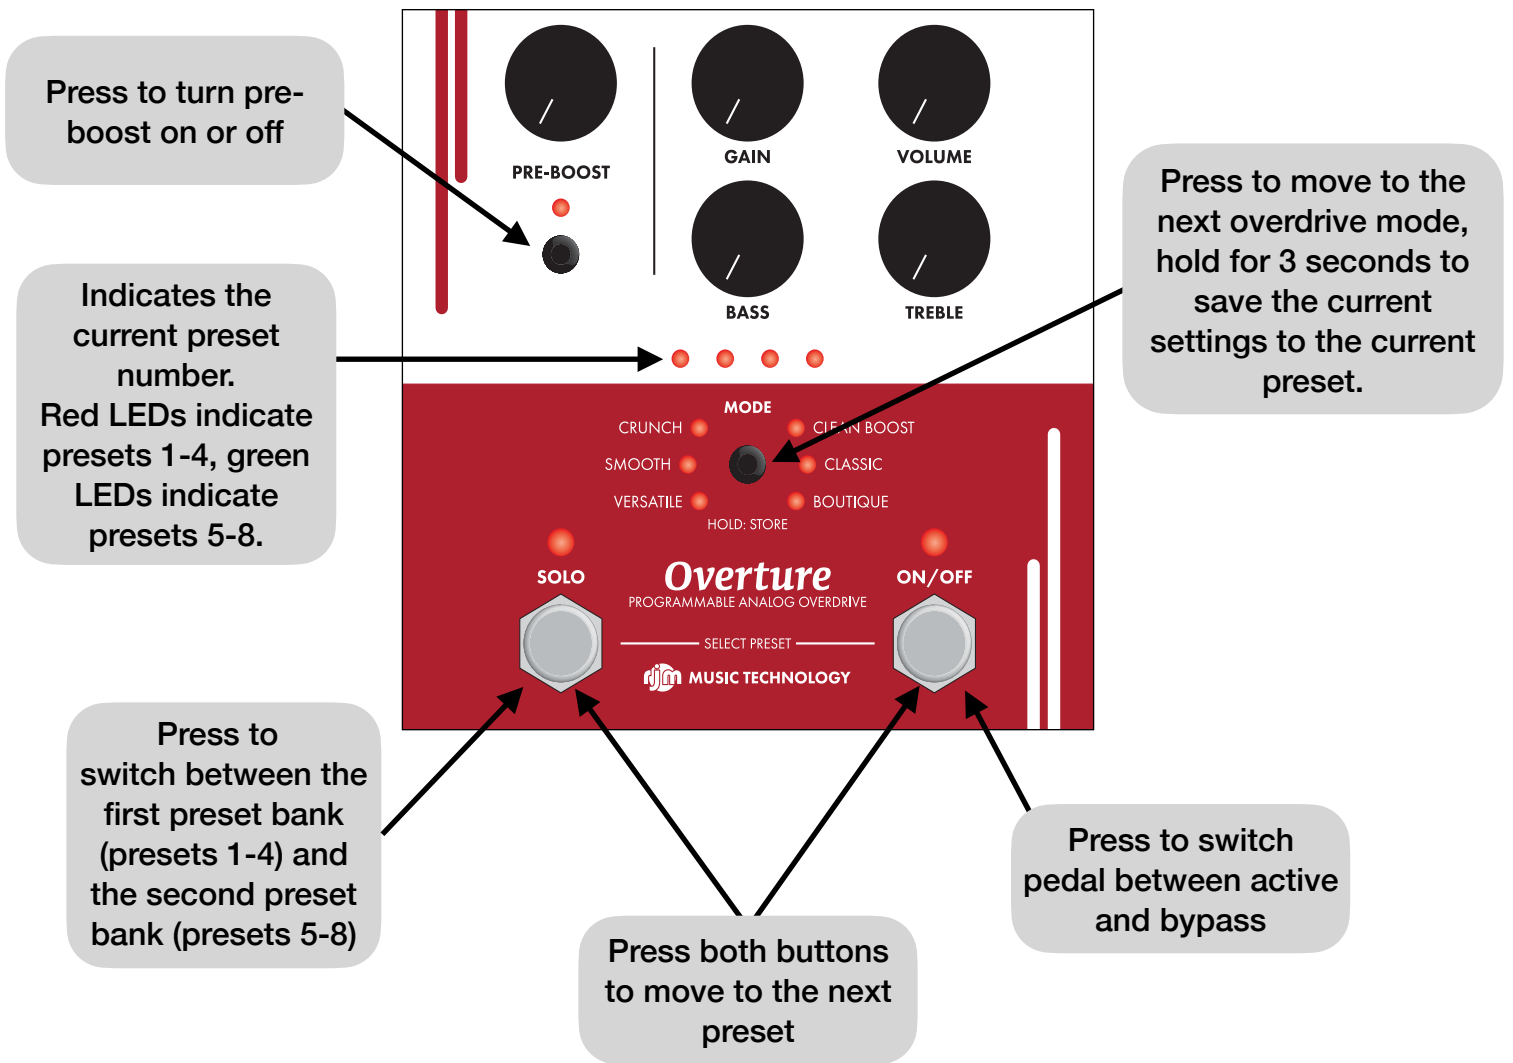 Press to turn pre-
boost on or off
PRE-BOOST
GAIN
VOLUME
BASS
TREBLE
Press to move to the
next overdrive mode,
hold for 3 seconds to
save the current
settings to the current
preset.
Indicates the
current preset
number.
Red LEDs indicate
presets 1-4, green
LEDs indicate
presets 5-8.
MODE
CRUNCH
CLEAN BOOST
SMOOTH
CLASSIC
VERSATILE
BOUTIQUE
HOLD: STORE
SOLO
Overture
ON/OFF
PROGRAMMABLE ANALOG OVERDRIVE
SELECT PRESET
rjm MUSIC TECHNOLOGY
Press to
switch between the
first preset bank
(presets 1-4) and
the second preset
bank (presets 5-8)
Press both buttons
to move to the next
preset
Press to switch
pedal between active
and bypass